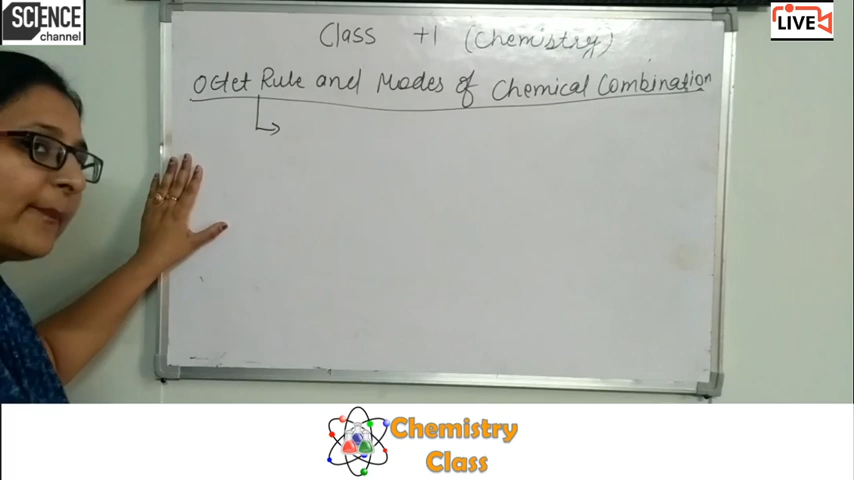 SCIENCE
channel
LIVE
Class +1 (Chemistry)
Octet Rule and Modes of Chemical Combination
Chemistry
Class